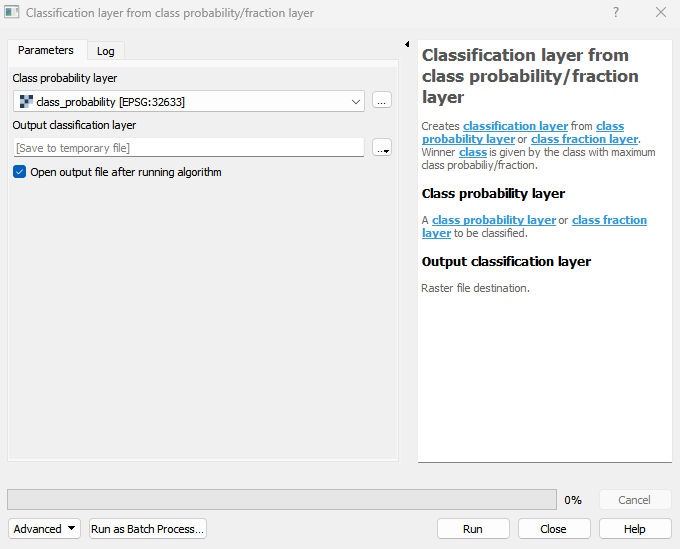 Classification layer from class probability/fraction layer
?
Parameters
Log
Class probability layer
class_probability [EPSG:32633]
...
Output classification layer
[Save to temporary file]
...
Open output file after running algorithm
Classification layer from
class probability/fraction
layer
Creates classification layer from class
probability layer or class fraction layer.
Winner class is given by the class with maximum
class probabiliy/fraction.
Class probability layer
A class probability layer or class fraction
layer to be classified.
Output classification layer
Raster file destination.
0%
Cancel
Advanced
Run as Batch Process...
Run
Close
Help